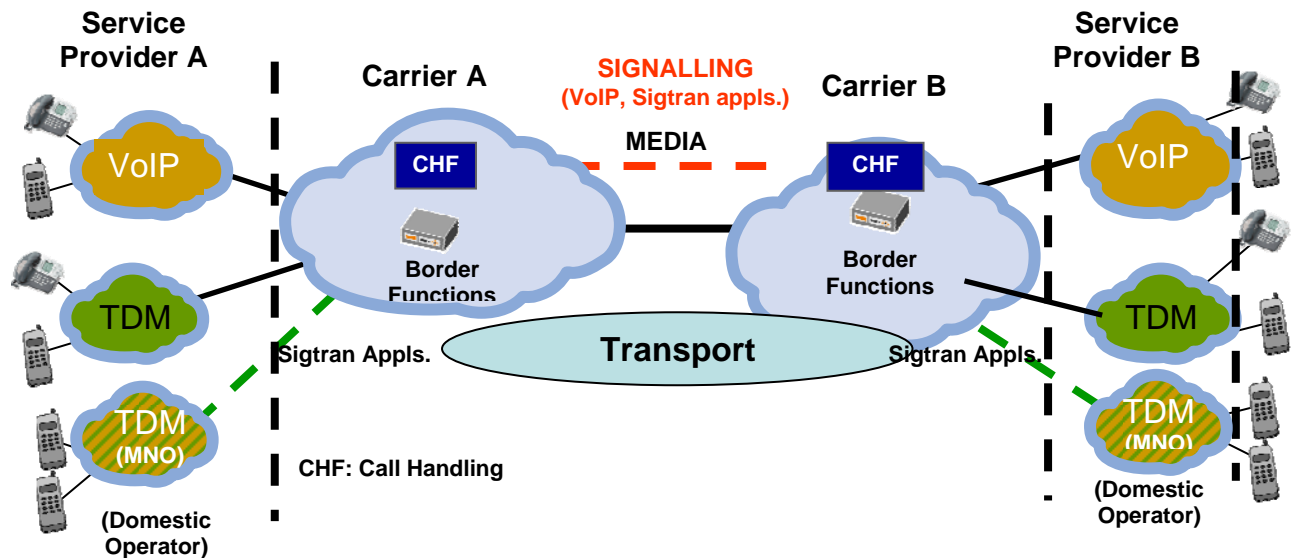 Service
Provider A
Carrier A
SIGNALLING
(VoIP, Sigtran appls.)
MEDIA
Carrier B
Service
Provider B
VoIP
CHF
CHF
VoIP
Border
Functions
Border
Functions
TDM
TDM
Sigtran Appls.
Transport
Sigtran Appls.
TDM
(MNO)
TDM
(MNO)
CHF: Call Handling
(Domestic
Operator)
(Domestic
Operator)